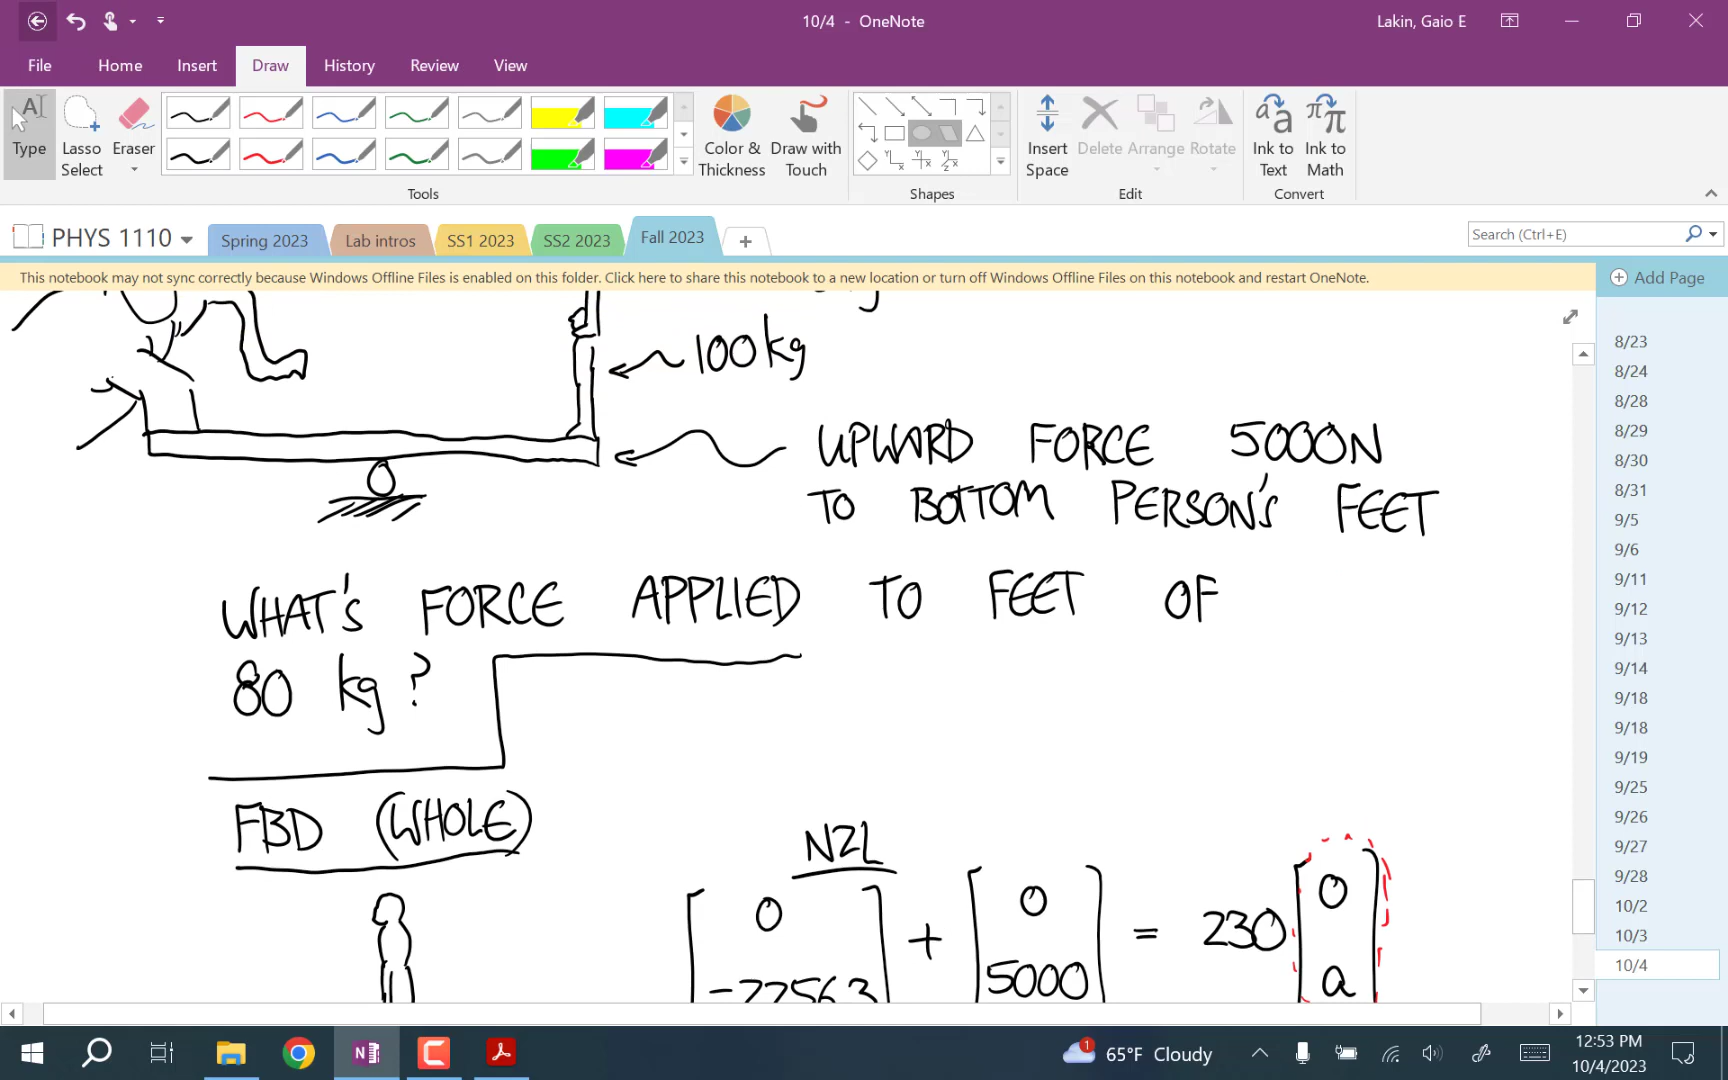 10/4 - OneNote
Lakin, Gaio E
File Home Insert Draw History Review View
Type
Lasso Select
Eraser
Color & Thickness
Draw with Touch
Insert Space
Delete
Arrange
Rotate
Ink to Text
Ink to Math
Tools
Shapes
Edit
Convert
PHYS 1110
Spring 2023
Lab intros
SS1 2023
SS2 2023
Fall 2023
Search (Ctrl+E)
This notebook may not sync correctly because Windows Offline Files is enabled on this folder. Click here to share this notebook to a new location or turn off Windows Offline Files on this notebook and restart OneNote.
Add Page
8/23
8/24
8/28
8/29
8/30
8/31
9/5
9/6
9/11
9/12
9/13
9/14
9/18
9/18
9/19
9/25
9/26
9/27
9/28
10/2
10/3
10/4
100 kg
UPWARD FORCE 5000N
TO BOTTOM PERSON'S FEET
WHAT'S FORCE APPLIED TO FEET OF
80 kg?
FBD (WHOLE)
N2L
0 + 0 = 230 0
5000 a
65°F Cloudy
12:53 PM
10/4/2023